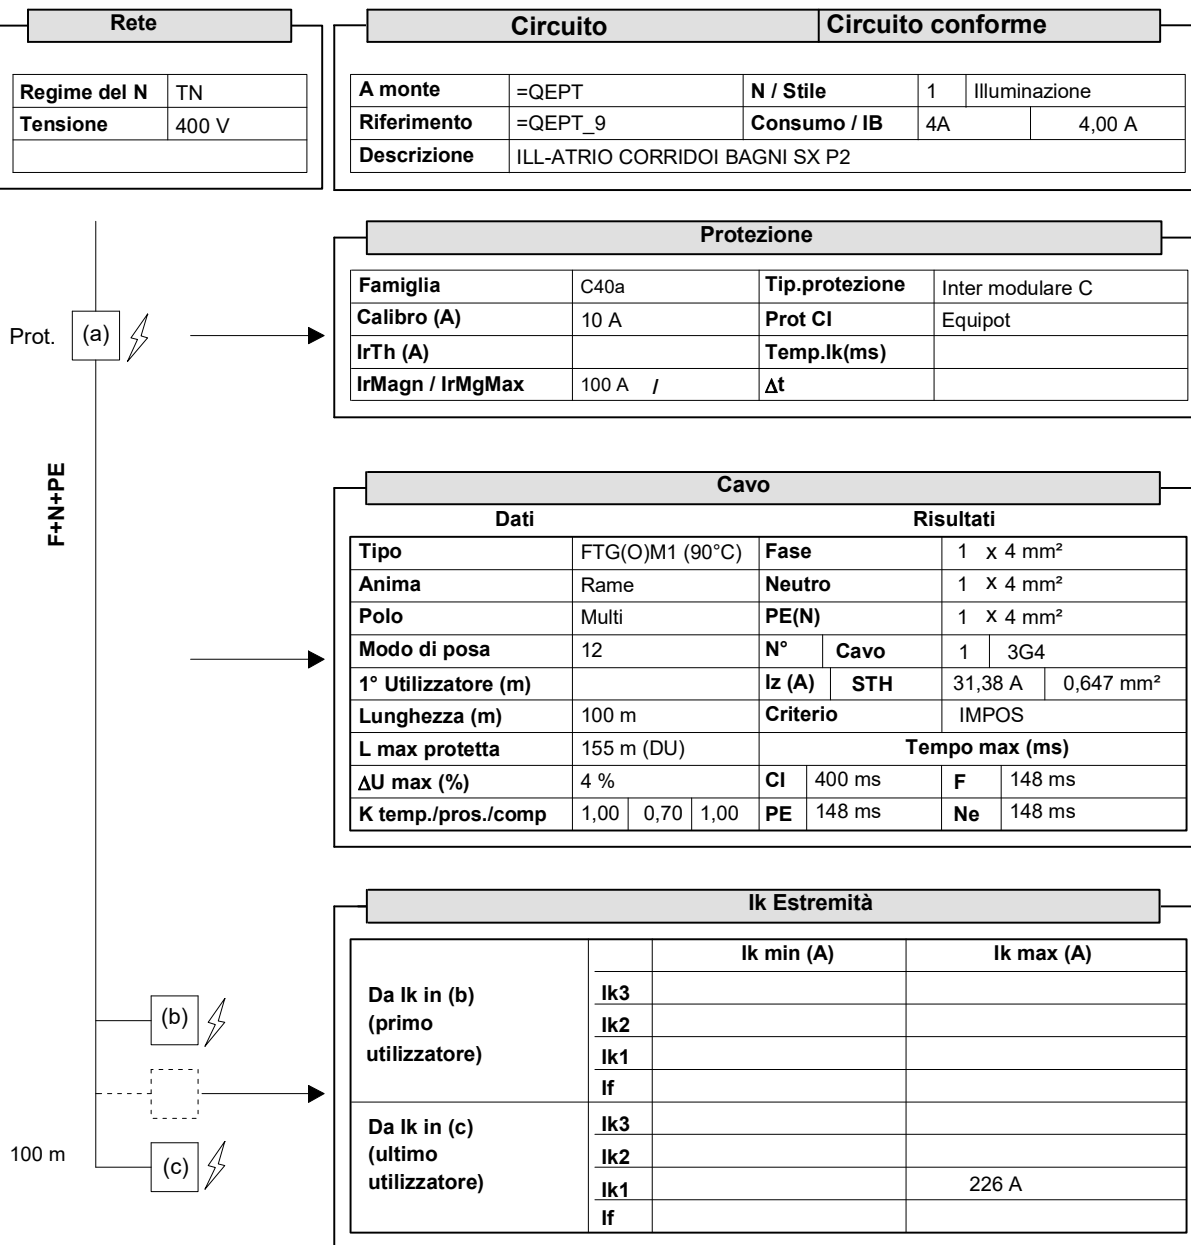 Rete
Circuito Circuito conforme
Regime del N TN
Tensione 400 V
A monte =QEPT N / Stile 1 Illuminazione
Riferimento =QEPT_9 Consumo / IB 4A 4,00 A
Descrizione ILL-ATRIO CORRIDOI BAGNI SX P2
Protezione
Famiglia C40a Tip.protezione Inter modulare C
Calibro (A) 10 A Prot CI Equipot
IrTh (A) Temp.Ik(ms)
IrMagn / IrMgMax 100 A / Δt
Prot. (a)
F+N+PE
Cavo
Dati Risultati
Tipo FTG(O)M1 (90°C) Fase 1 x 4 mm²
Anima Rame Neutro 1 x 4 mm²
Polo Multi PE(N) 1 x 4 mm²
Modo di posa 12 N° Cavo 1 3G4
1° Utilizzatore (m) Iz (A) STH 31,38 A 0,647 mm²
Lunghezza (m) 100 m Criterio IMPOS
L max protetta 155 m (DU) Tempo max (ms)
ΔU max (%) 4 % CI 400 ms F 148 ms
K temp./pros./comp 1,00 0,70 1,00 PE 148 ms Ne 148 ms
Ik Estremità
Ik min (A) Ik max (A)
Da Ik in (b)
(primo
utilizzatore)
Ik3
Ik2
Ik1
If
(b)
Da Ik in (c)
(ultimo
utilizzatore)
Ik3
Ik2
Ik1 226 A
If
100 m (c)